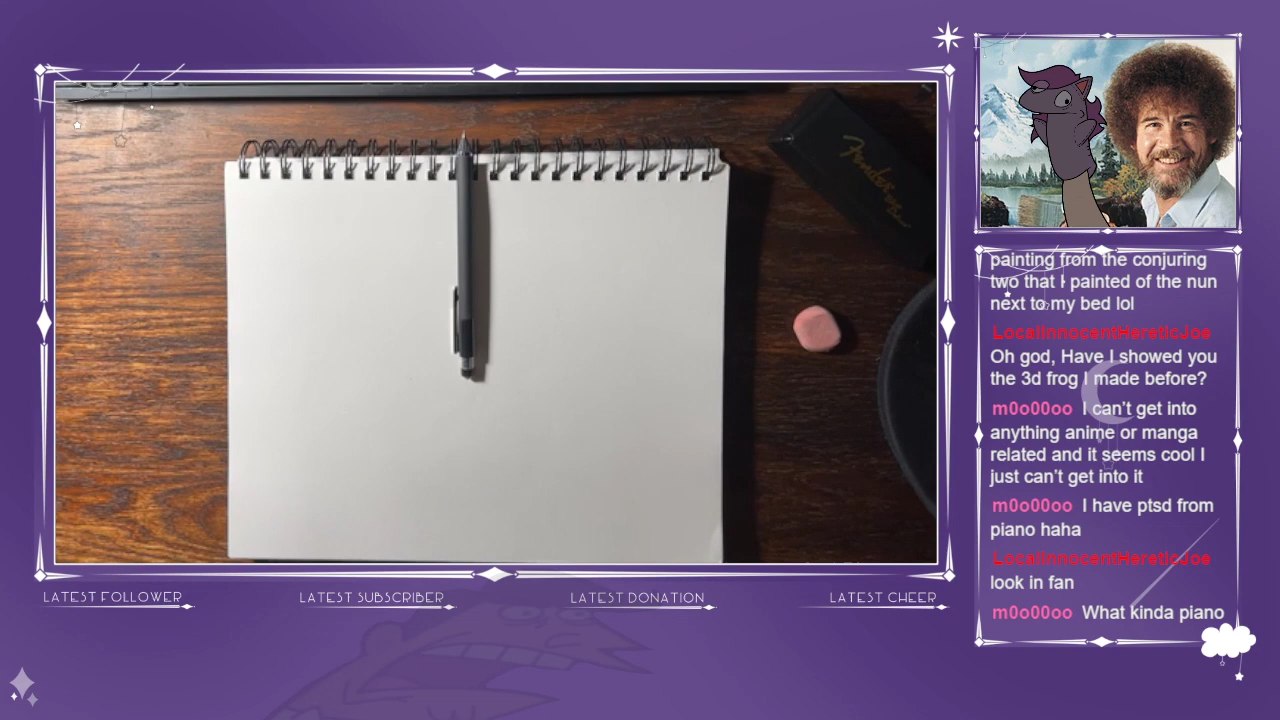 Fender
painting from the conjuring
two that I painted of the nun
next to my bed lol
LocalInnocentHereticJoe
Oh god, Have I showed you
the 3d frog I made before?
m0o00oo I can't get into
anything anime or manga
related and it seems cool I
just can't get into it
m0o00oo I have ptsd from
piano haha
LocalInnocentHereticJoe
look in fan
m0o00oo What kinda piano
LATEST FOLLOWER
LATEST SUBSCRIBER
LATEST DONATION
LATEST CHEER